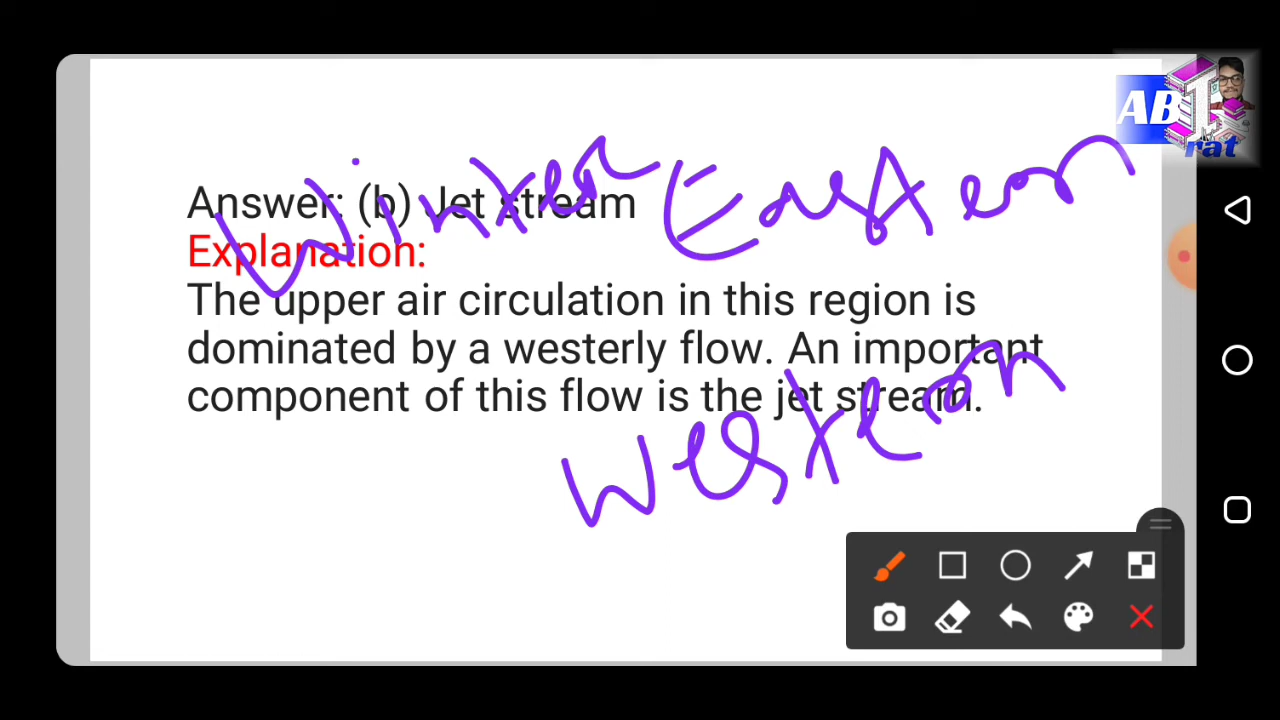 Winter Eastern
Answer: (b) Jet stream
Explanation:
The upper air circulation in this region is
dominated by a westerly flow. An important
component of this flow is the jet stream.
Western
AB
rat